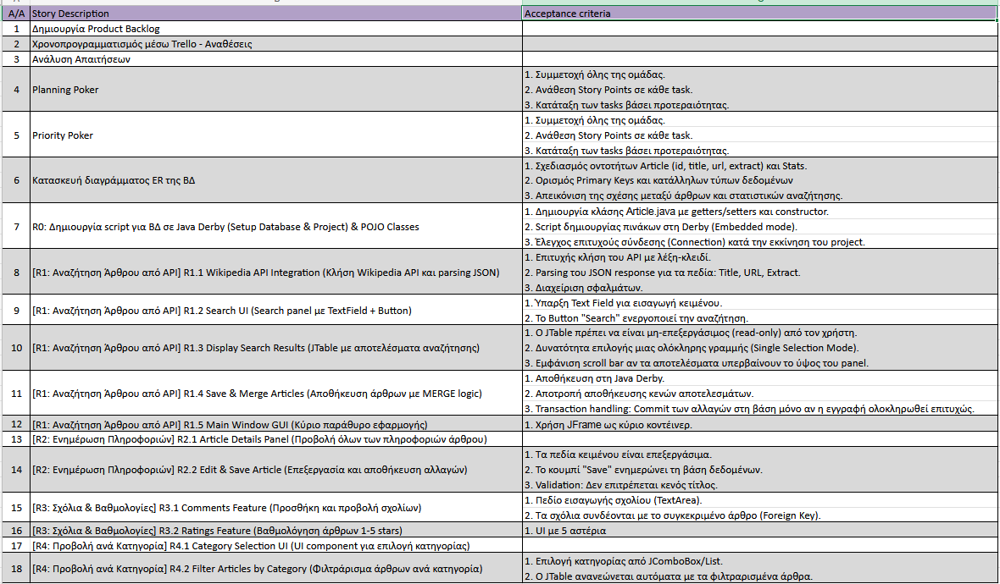 A/A Story Description Acceptance criteria
1 Δημιουργία Product Backlog
2 Χρονοπρογραμματισμός μέσω Trello - Αναθέσεις
3 Ανάλυση Απαιτήσεων
4 Planning Poker
1. Συμμετοχή όλης της ομάδας.
2. Ανάθεση Story Points σε κάθε task.
3. Κατάταξη των tasks βάσει προτεραιότητας.
5 Priority Poker
1. Συμμετοχή όλης της ομάδας.
2. Ανάθεση Story Points σε κάθε task.
3. Κατάταξη των tasks βάσει προτεραιότητας.
6 Κατασκευή διαγράμματος ER της ΒΔ
1. Σχεδιασμός οντοτήτων Article (id, title, url, extract) και Stats.
2. Ορισμός Primary Keys και κατάλληλων τύπων δεδομένων
3. Απεικόνιση της σχέσης μεταξύ άρθρων και στατιστικών αναζήτησης.
7 R0: Δημιουργία script για ΒΔ σε Java Derby (Setup Database & Project) & POJO Classes
1. Δημιουργία κλάσης Article.java με getters/setters και constructor.
2. Script δημιουργίας πινάκων στη Derby (Embedded mode).
3. Έλεγχος επιτυχούς σύνδεσης (Connection) κατά την εκκίνηση του project.
8 [R1: Αναζήτηση Άρθρου από API] R1.1 Wikipedia API Integration (Κλήση Wikipedia API και parsing JSON)
1. Επιτυχής κλήση του API με λέξη-κλειδί.
2. Parsing του JSON response για τα πεδία: Title, URL, Extract.
3. Διαχείριση σφαλμάτων.
9 [R1: Αναζήτηση Άρθρου από API] R1.2 Search UI (Search panel με TextField + Button)
1. Ύπαρξη Text Field για εισαγωγή κειμένου.
2. Το Button "Search" ενεργοποιεί την αναζήτηση.
10 [R1: Αναζήτηση Άρθρου από API] R1.3 Display Search Results (JTable με αποτελέσματα αναζήτησης)
1. Ο JTable πρέπει να είναι μη-επεξεργάσιμος (read-only) από τον χρήστη.
2. Δυνατότητα επιλογής μιας ολόκληρης γραμμής (Single Selection Mode).
3. Εμφάνιση scroll bar αν τα αποτελέσματα υπερβαίνουν το ύψος του panel.
11 [R1: Αναζήτηση Άρθρου από API] R1.4 Save & Merge Articles (Αποθήκευση άρθρων με MERGE logic)
1. Αποθήκευση στη Java Derby.
2. Αποτροπή αποθήκευσης κενών αποτελεσμάτων.
3. Transaction handling: Commit των αλλαγών στη βάση μόνο αν η εγγραφή ολοκληρωθεί επιτυχώς.
12 [R1: Αναζήτηση Άρθρου από API] R1.5 Main Window GUI (Κύριο παράθυρο εφαρμογής)
1. Χρήση JFrame ως κύριο κοντέινερ.
13 [R2: Ενημέρωση Πληροφοριών] R2.1 Article Details Panel (Προβολή όλων των πληροφοριών άρθρου)
14 [R2: Ενημέρωση Πληροφοριών] R2.2 Edit & Save Article (Επεξεργασία και αποθήκευση αλλαγών)
1. Τα πεδία κειμένου είναι επεξεργάσιμα.
2. Το κουμπί "Save" ενημερώνει τη βάση δεδομένων.
3. Validation: Δεν επιτρέπεται κενός τίτλος.
15 [R3: Σχόλια & Βαθμολογίες] R3.1 Comments Feature (Προσθήκη και προβολή σχολίων)
1. Πεδίο εισαγωγής σχολίου (TextArea).
2. Τα σχόλια συνδέονται με το συγκεκριμένο άρθρο (Foreign Key).
16 [R3: Σχόλια & Βαθμολογίες] R3.2 Ratings Feature (Βαθμολόγηση άρθρων 1-5 stars)
1. UI με 5 αστέρια
17 [R4: Προβολή ανά Κατηγορία] R4.1 Category Selection UI (UI component για επιλογή κατηγορίας)
18 [R4: Προβολή ανά Κατηγορία] R4.2 Filter Articles by Category (Φιλτράρισμα άρθρων ανά κατηγορία)
1. Επιλογή κατηγορίας από JComboBox/List.
2. Ο JTable ανανεώνεται αυτόματα με τα φιλτραρισμένα άρθρα.